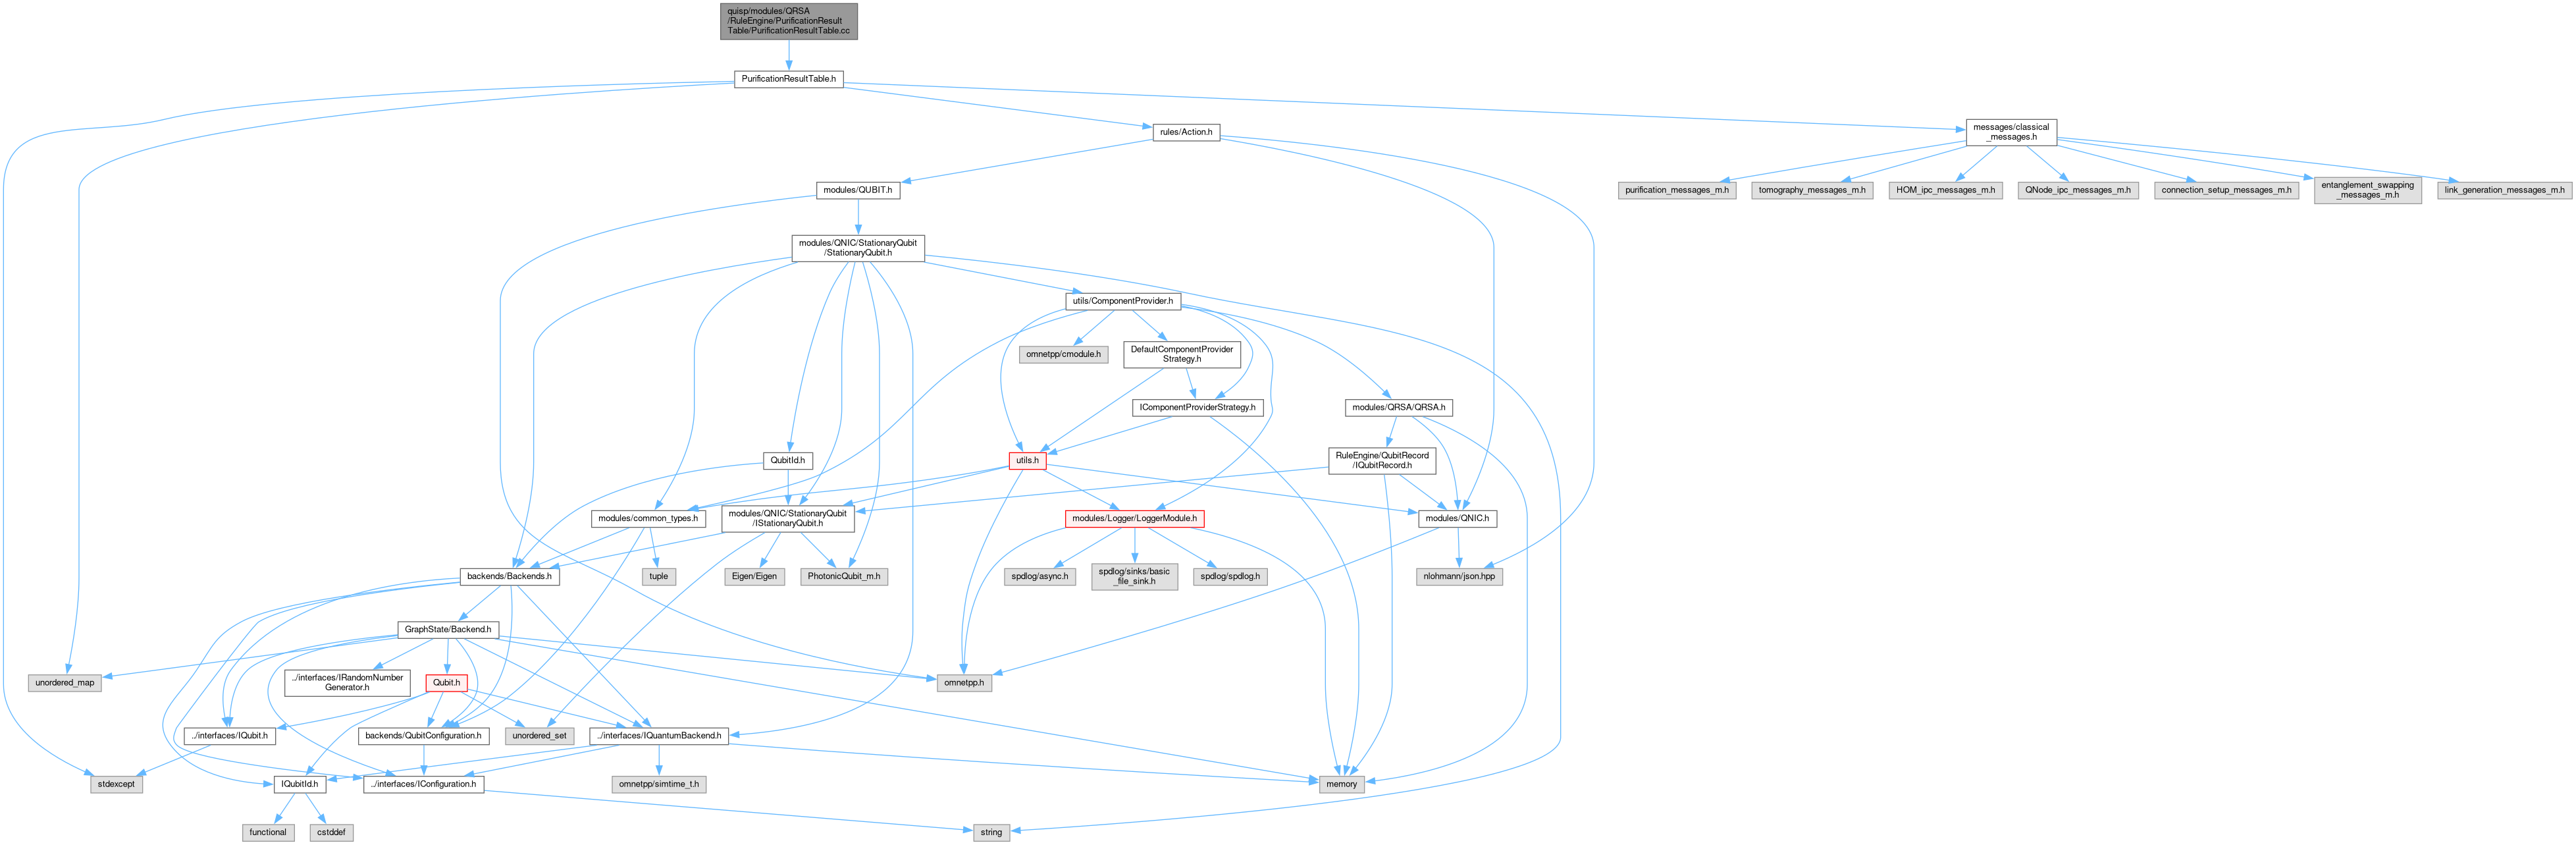 quisp/modules/QRSA
/RuleEngine/PurificationResult
Table/PurificationResultTable.cc
PurificationResultTable.h
rules/Action.h
messages/classical
_messages.h
modules/QUBIT.h
purification_messages_m.h
tomography_messages_m.h
HOM_ipc_messages_m.h
QNode_ipc_messages_m.h
connection_setup_messages_m.h
entanglement_swapping
_messages_m.h
link_generation_messages_m.h
modules/QNIC/StationaryQubit
/StationaryQubit.h
utils/ComponentProvider.h
omnetpp/cmodule.h
DefaultComponentProvider
Strategy.h
IComponentProviderStrategy.h
modules/QRSA/QRSA.h
QubitId.h
utils.h
RuleEngine/QubitRecord
/IQubitRecord.h
modules/common_types.h
modules/QNIC/StationaryQubit
/IStationaryQubit.h
modules/Logger/LoggerModule.h
modules/QNIC.h
backends/Backends.h
tuple
Eigen/Eigen
PhotonicQubit_m.h
spdlog/async.h
spdlog/sinks/basic
_file_sink.h
spdlog/spdlog.h
nlohmann/json.hpp
GraphState/Backend.h
unordered_map
../interfaces/IRandomNumber
Generator.h
Qubit.h
omnetpp.h
../interfaces/IQubit.h
backends/QubitConfiguration.h
unordered_set
../interfaces/IQuantumBackend.h
stdexcept
IQubitId.h
../interfaces/IConfiguration.h
omnetpp/simtime_t.h
memory
functional
cstddef
string